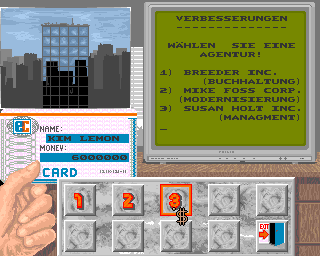 VERBESSERUNGEN
WÄHLEN SIE EINE
AGENTUR!
1) BREEDER INC.
(BUCHHALTUNG)
2) MIKE FOSS CORP.
(MODERNISIERUNG)
3) SUSAN HOLT INC.
(MANAGMENT)
NAME:
KIM LEMON
MONEY:
6000000
CARD
1 2 3
EXIT